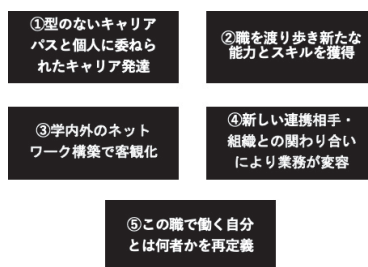 ①型のないキャリア
パスと個人に委ねら
れたキャリア発達
②職を渡り歩き新たな
能力とスキルを獲得
③学内外のネット
ワーク構築で客観化
④新しい連携相手・
組織との関わり合い
により業務が変容
⑤この職で働く自分
とは何者かを再定義